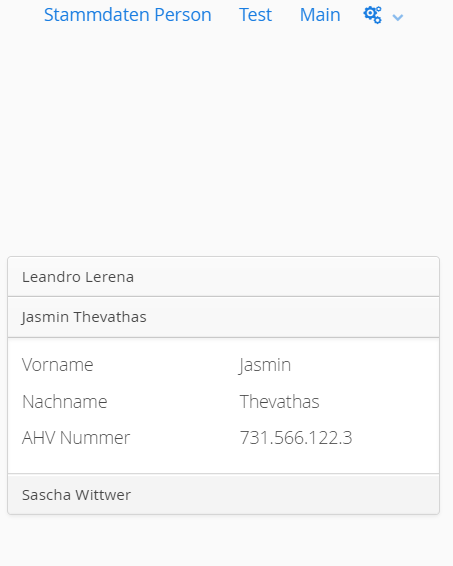 Stammdaten Person Test Main
Leandro Lerena
Jasmin Thevathas
Vorname Jasmin
Nachname Thevathas
AHV Nummer 731.566.122.3
Sascha Wittwer